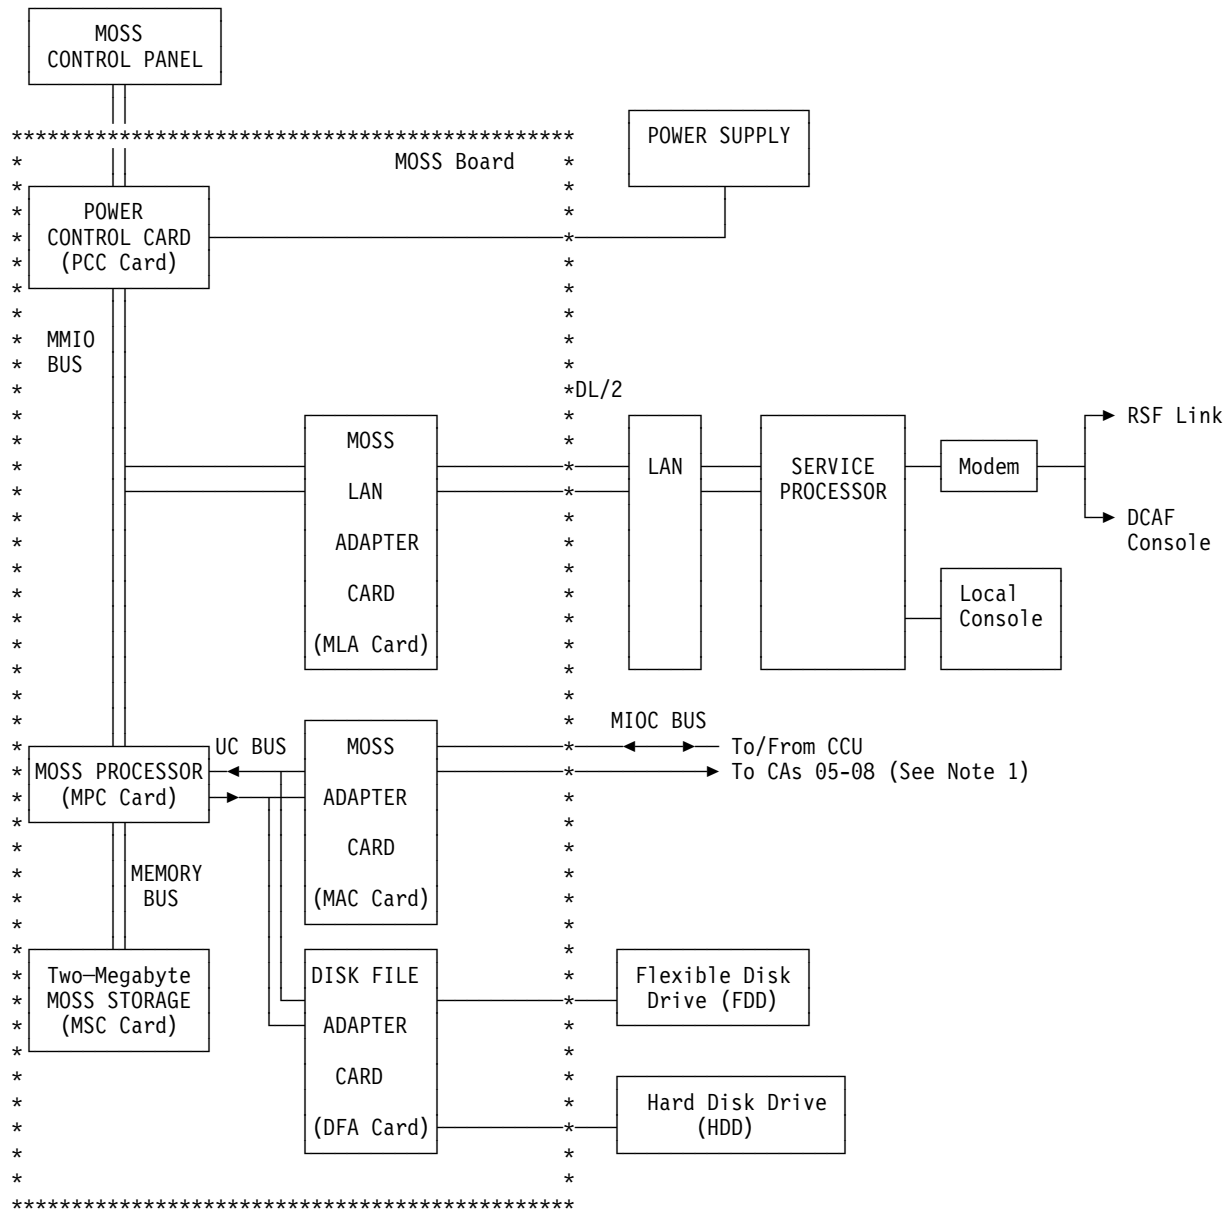 MOSS
CONTROL PANEL
POWER SUPPLY
MOSS Board
POWER
CONTROL CARD
(PCC Card)
MMIO
BUS
DL/2
MOSS
LAN
ADAPTER
CARD
(MLA Card)
LAN
SERVICE
PROCESSOR
Modem
RSF Link
DCAF
Console
Local
Console
MIOC BUS
To/From CCU
To CAs 05-08 (See Note 1)
UC BUS
MOSS PROCESSOR
(MPC Card)
MOSS
ADAPTER
CARD
(MAC Card)
MEMORY
BUS
Two—Megabyte
MOSS STORAGE
(MSC Card)
DISK FILE
ADAPTER
CARD
(DFA Card)
Flexible Disk
Drive (FDD)
Hard Disk Drive
(HDD)